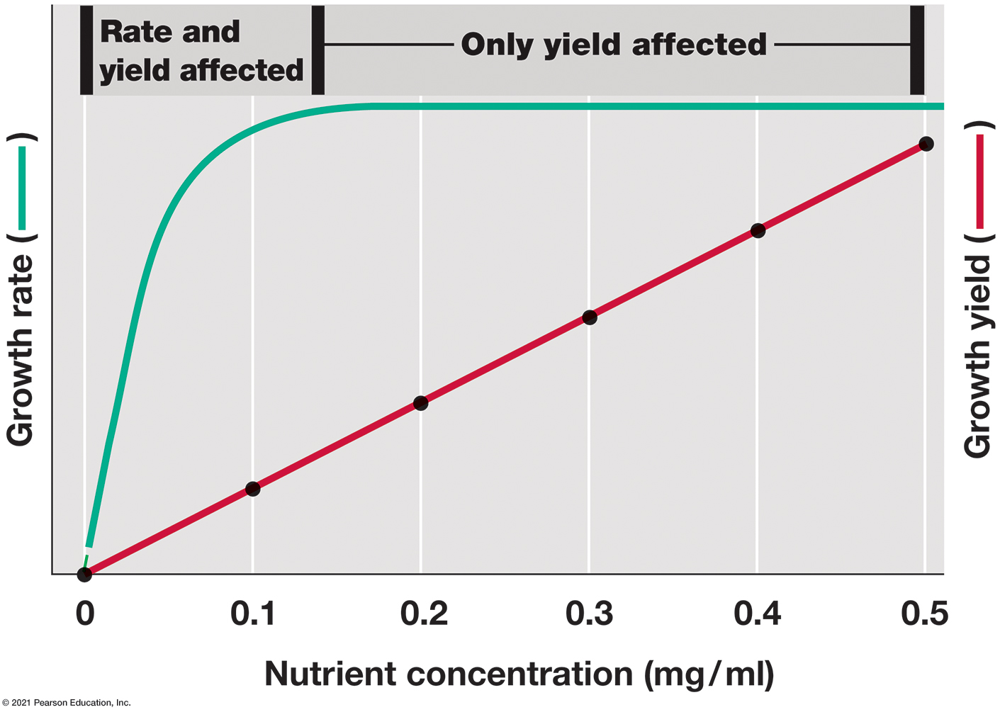 Rate and
yield affected
Only yield affected
Growth rate ( )
Growth yield ( )
0 0.1 0.2 0.3 0.4 0.5
Nutrient concentration (mg/ml)
© 2021 Pearson Education, Inc.